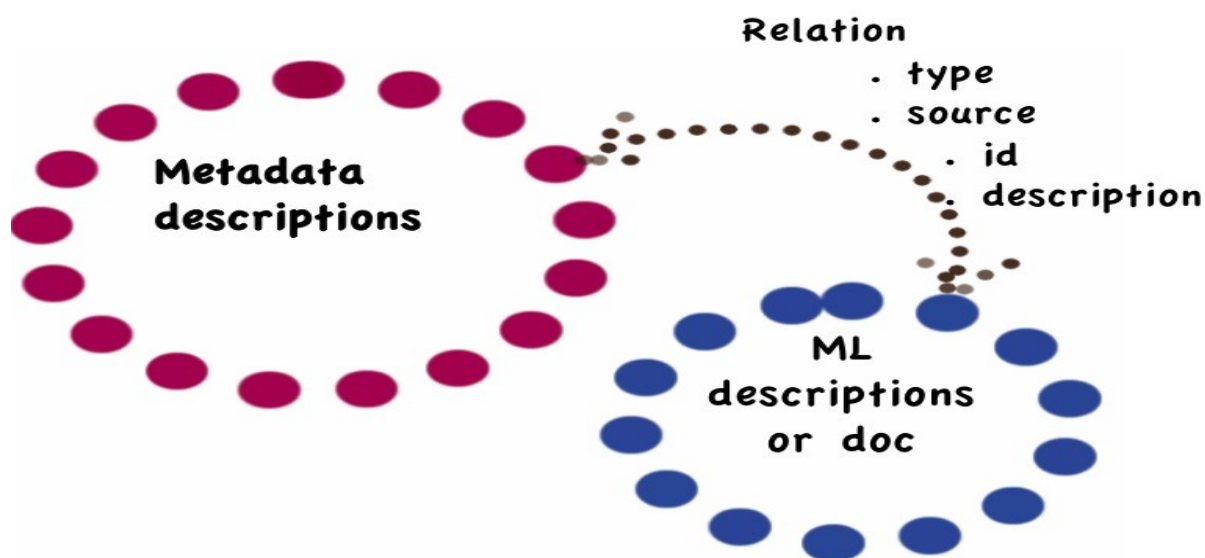 Relation
. type
. source
. id
. description
Metadata
descriptions
ML
descriptions
or doc